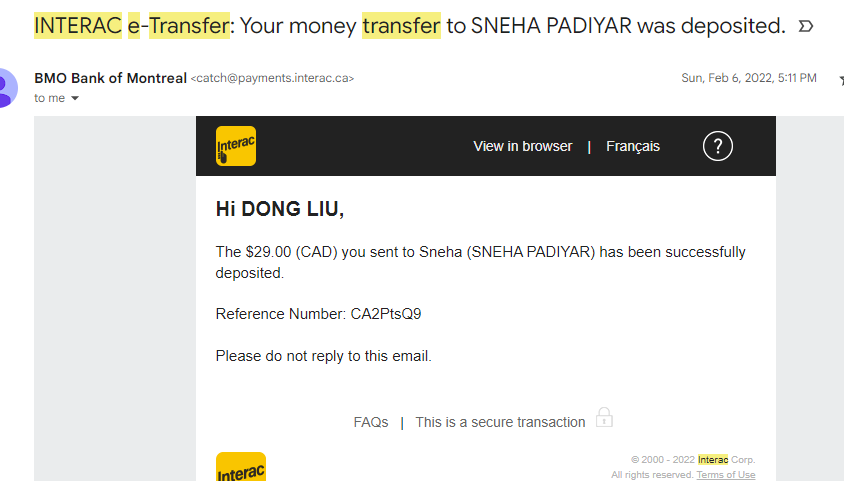 INTERAC e-Transfer: Your money transfer to SNEHA PADIYAR was deposited.
BMO Bank of Montreal <catch@payments.interac.ca>
Sun, Feb 6, 2022, 5:11 PM
to me
Interac
View in browser | Français ?
Hi DONG LIU,
The $29.00 (CAD) you sent to Sneha (SNEHA PADIYAR) has been successfully
deposited.
Reference Number: CA2PtsQ9
Please do not reply to this email.
FAQs | This is a secure transaction
Interac
© 2000 - 2022 Interac Corp.
All rights reserved. Terms of Use